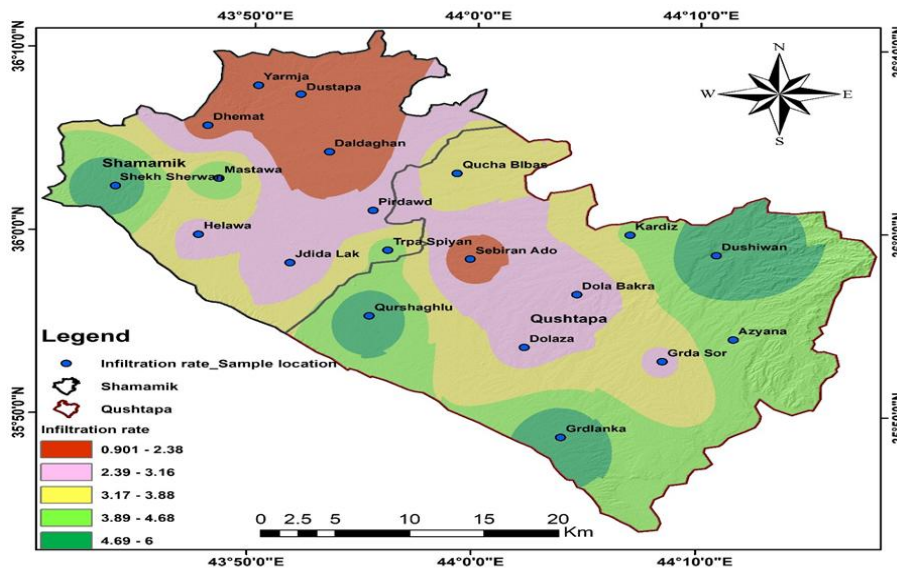 43°50'0"E 44°0'0"E 44°10'0"E
36°10'0"N
36°0'0"N
35°50'0"N
N
W E
S
Yarmja
Dustapa
Dhemat
Daldaghan
Qucha Blbas
Shamamik
Mastawa
Shekh Sherwan
Pirdawd
Helawa
Kardiz
Trpa Spiyan
Sebiran Ado
Dushiwan
Jdida Lak
Dola Bakra
Qurshaghlu
Qushtapa
Azyana
Dolaza
Grda Sor
Grdlanka
Legend
Infiltration rate_Sample location
Shamamik
Qushtapa
Infiltration rate
0.901 - 2.38
2.39 - 3.16
3.17 - 3.88
3.89 - 4.68
4.69 - 6
0 2.5 5 10 15 20
Km
43°50'0"E 44°0'0"E 44°10'0"E